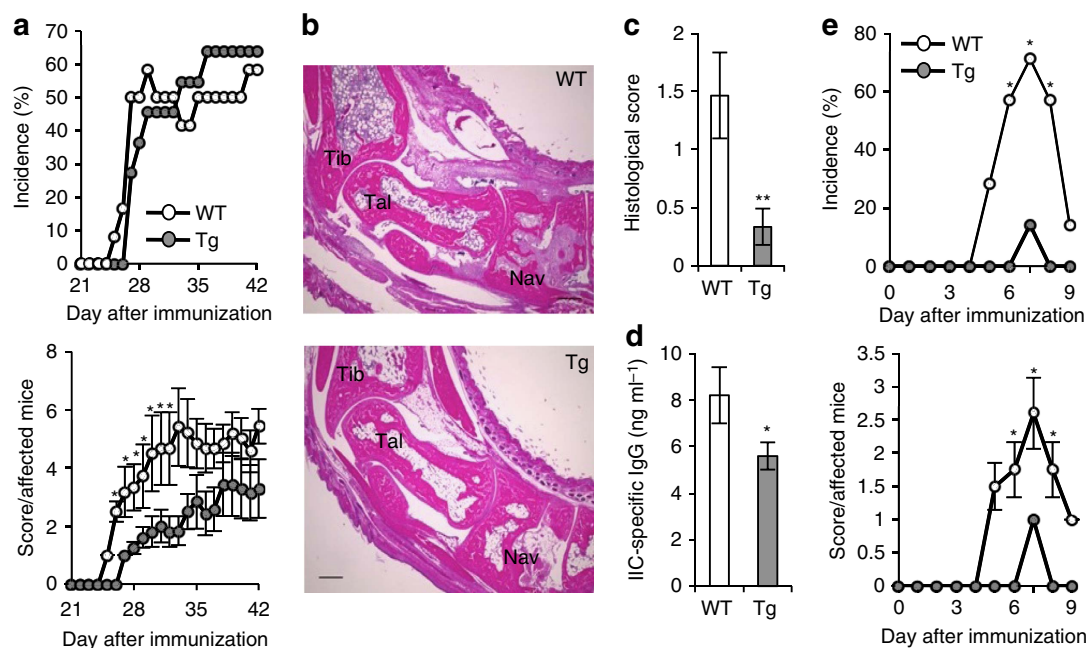 a
70
60
50
40
30
20
10
0
Incidence (%)
WT
Tg
21 28 35 42
Day after immunization
8
6
4
2
0
Score/affected mice
* * * * * * *
21 28 35 42
Day after immunization
b
WT
Tib
Tal
Nav
Tg
Tib
Tal
Nav
c
2
1.5
1
0.5
0
Histological score
**
WT Tg
d
10
8
6
4
2
0
IIC-specific IgG (ng ml⁻¹)
*
WT Tg
e
80
60
40
20
0
Incidence (%)
WT
Tg
* * *
0 3 6 9
Day after immunization
3.5
3
2.5
2
1.5
1
0.5
0
Score/affected mice
* * *
0 3 6 9
Day after immunization